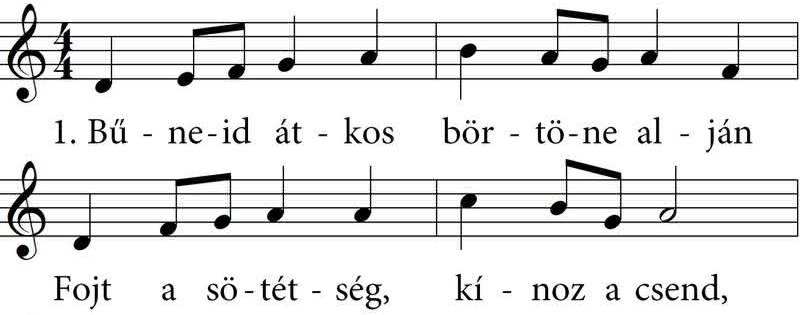 4
4
1. Bű - ne-id át - kos bör - tö-ne al - ján
Fojt a sö-tét - ség, kí - noz a csend,